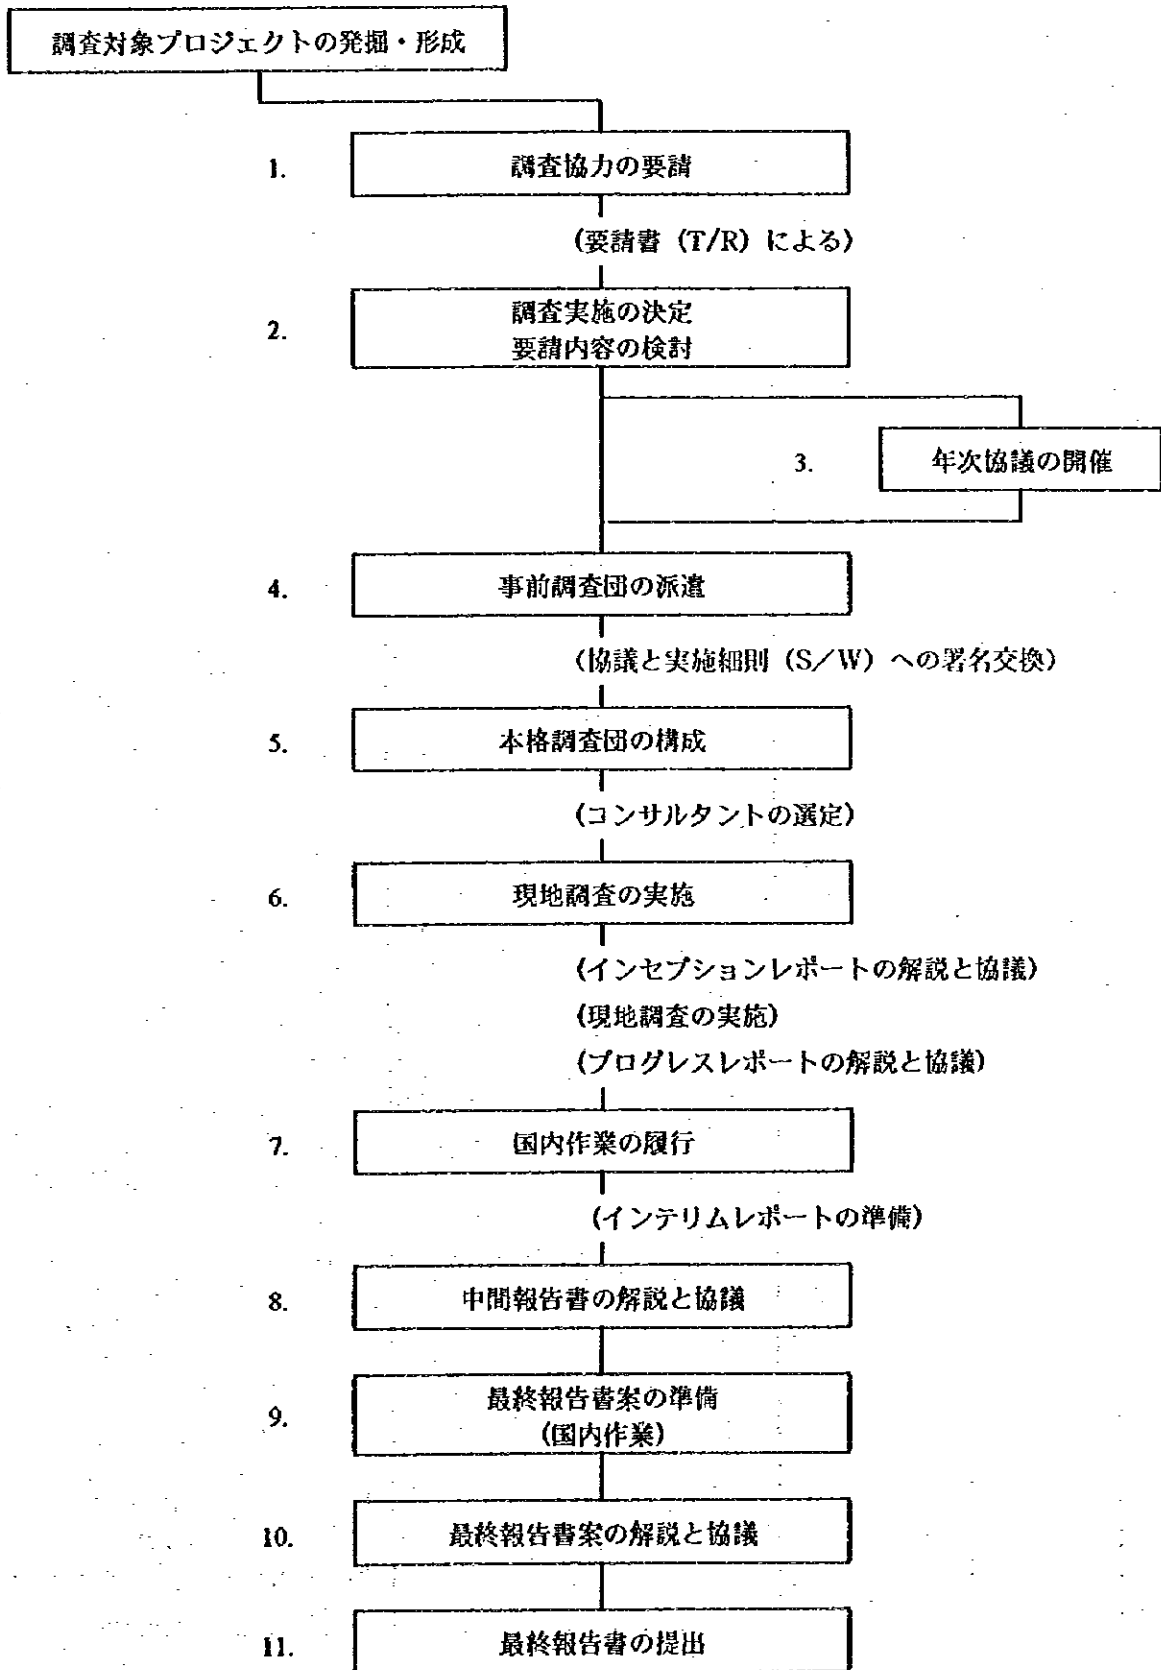 調査対象プロジェクトの発掘・形成
1. 調査協力の要請
(要請書 (T/R) による)
2. 調査実施の決定
要請内容の検討
3. 年次協議の開催
4. 事前調査団の派遣
(協議と実施細則 (S/W) への署名交換)
5. 本格調査団の構成
(コンサルタントの選定)
6. 現地調査の実施
(インセプションレポートの解説と協議)
(現地調査の実施)
(プログレスレポートの解説と協議)
7. 国内作業の履行
(インテリムレポートの準備)
8. 中間報告書の解説と協議
9. 最終報告書案の準備
(国内作業)
10. 最終報告書案の解説と協議
11. 最終報告書の提出